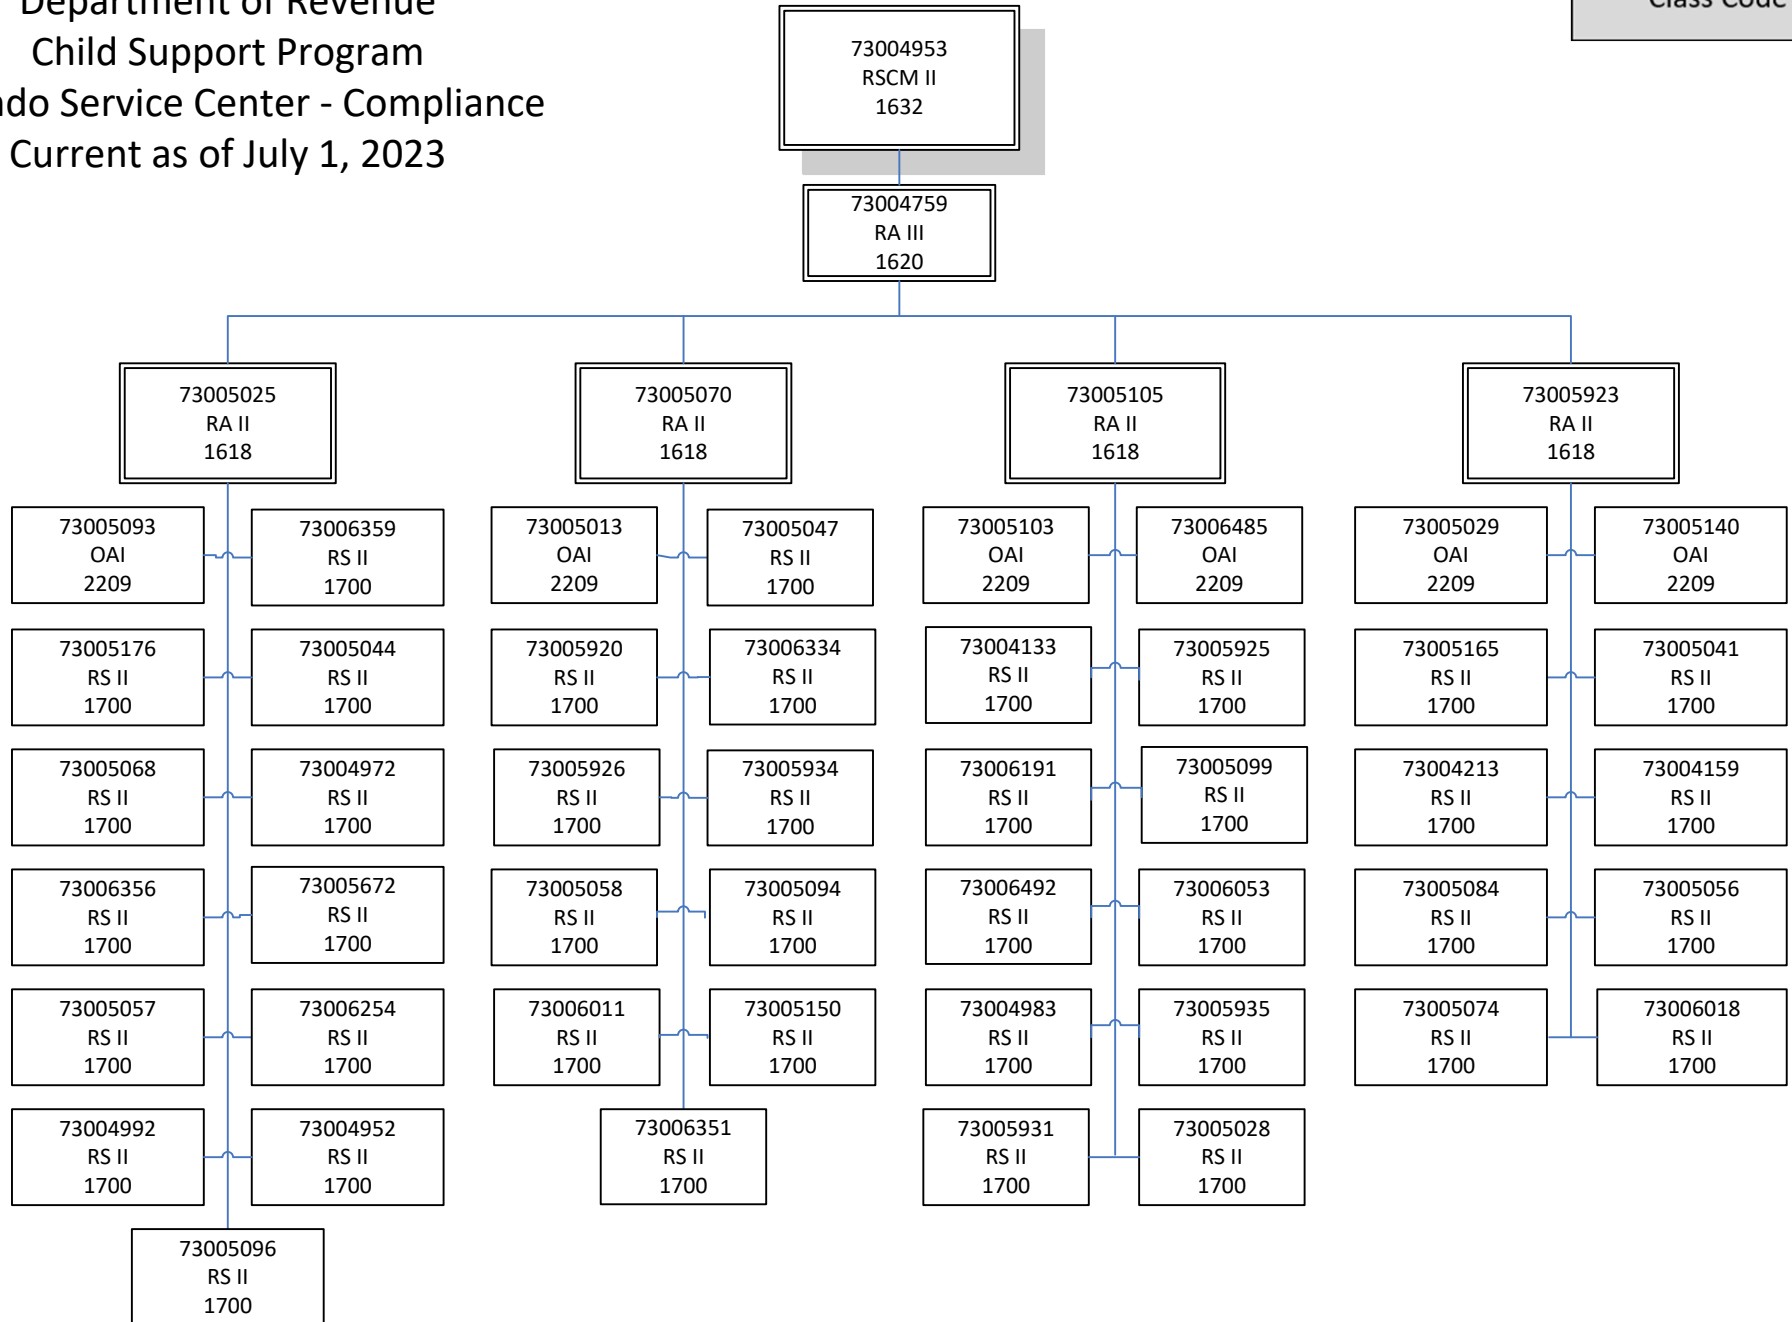 Department of Revenue
Child Support Program
Service Center - Compliance
Current as of July 1, 2023
Class Code
73004953
RSCM II
1632
73004759
RA III
1620
73005025
RA II
1618
73005070
RA II
1618
73005105
RA II
1618
73005923
RA II
1618
73005093
OAI
2209
73006359
RS II
1700
73005013
OAI
2209
73005047
RS II
1700
73005103
OAI
2209
73006485
OAI
2209
73005029
OAI
2209
73005140
OAI
2209
73005176
RS II
1700
73005044
RS II
1700
73005920
RS II
1700
73006334
RS II
1700
73004133
RS II
1700
73005925
RS II
1700
73005165
RS II
1700
73005041
RS II
1700
73005068
RS II
1700
73004972
RS II
1700
73005926
RS II
1700
73005934
RS II
1700
73006191
RS II
1700
73005099
RS II
1700
73004213
RS II
1700
73004159
RS II
1700
73006356
RS II
1700
73005672
RS II
1700
73005058
RS II
1700
73005094
RS II
1700
73006492
RS II
1700
73006053
RS II
1700
73005084
RS II
1700
73005056
RS II
1700
73005057
RS II
1700
73006254
RS II
1700
73006011
RS II
1700
73005150
RS II
1700
73004983
RS II
1700
73005935
RS II
1700
73005074
RS II
1700
73006018
RS II
1700
73004992
RS II
1700
73004952
RS II
1700
73006351
RS II
1700
73005931
RS II
1700
73005028
RS II
1700
73005096
RS II
1700